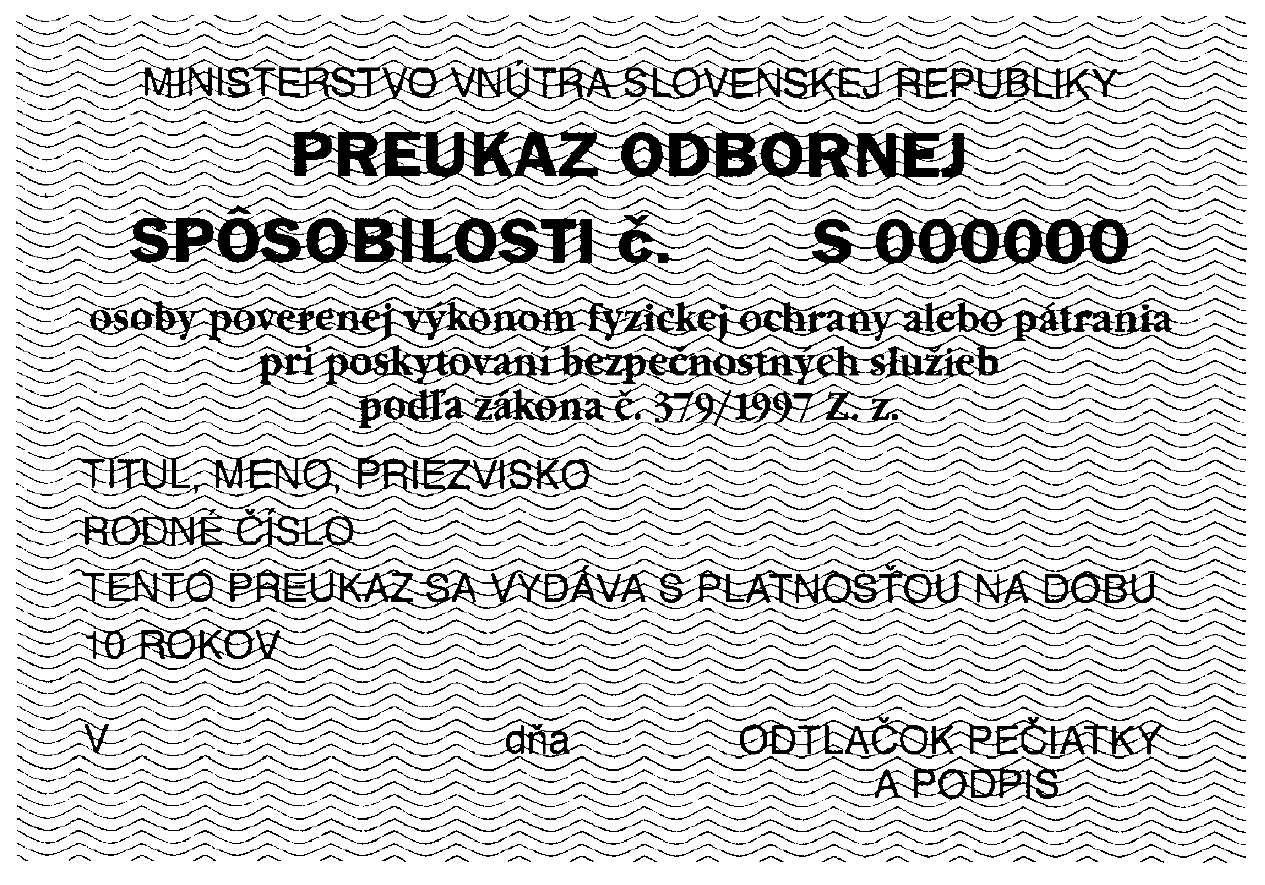 MINISTERSTVO VNÚTRA SLOVENSKEJ REPUBLIKY
PREUKAZ ODBORNEJ
SPÔSOBILOSTI č. S 000000
osoby poverenej výkonom fyzickej ochrany alebo pátrania
pri poskytovaní bezpečnostných služieb
podľa zákona č. 379/1997 Z. z.
TITUL, MENO, PRIEZVISKO
RODNÉ ČÍSLO
TENTO PREUKAZ SA VYDÁVA S PLATNOSŤOU NA DOBU
10 ROKOV
V dňa ODTLAČOK PEČIATKY
A PODPIS